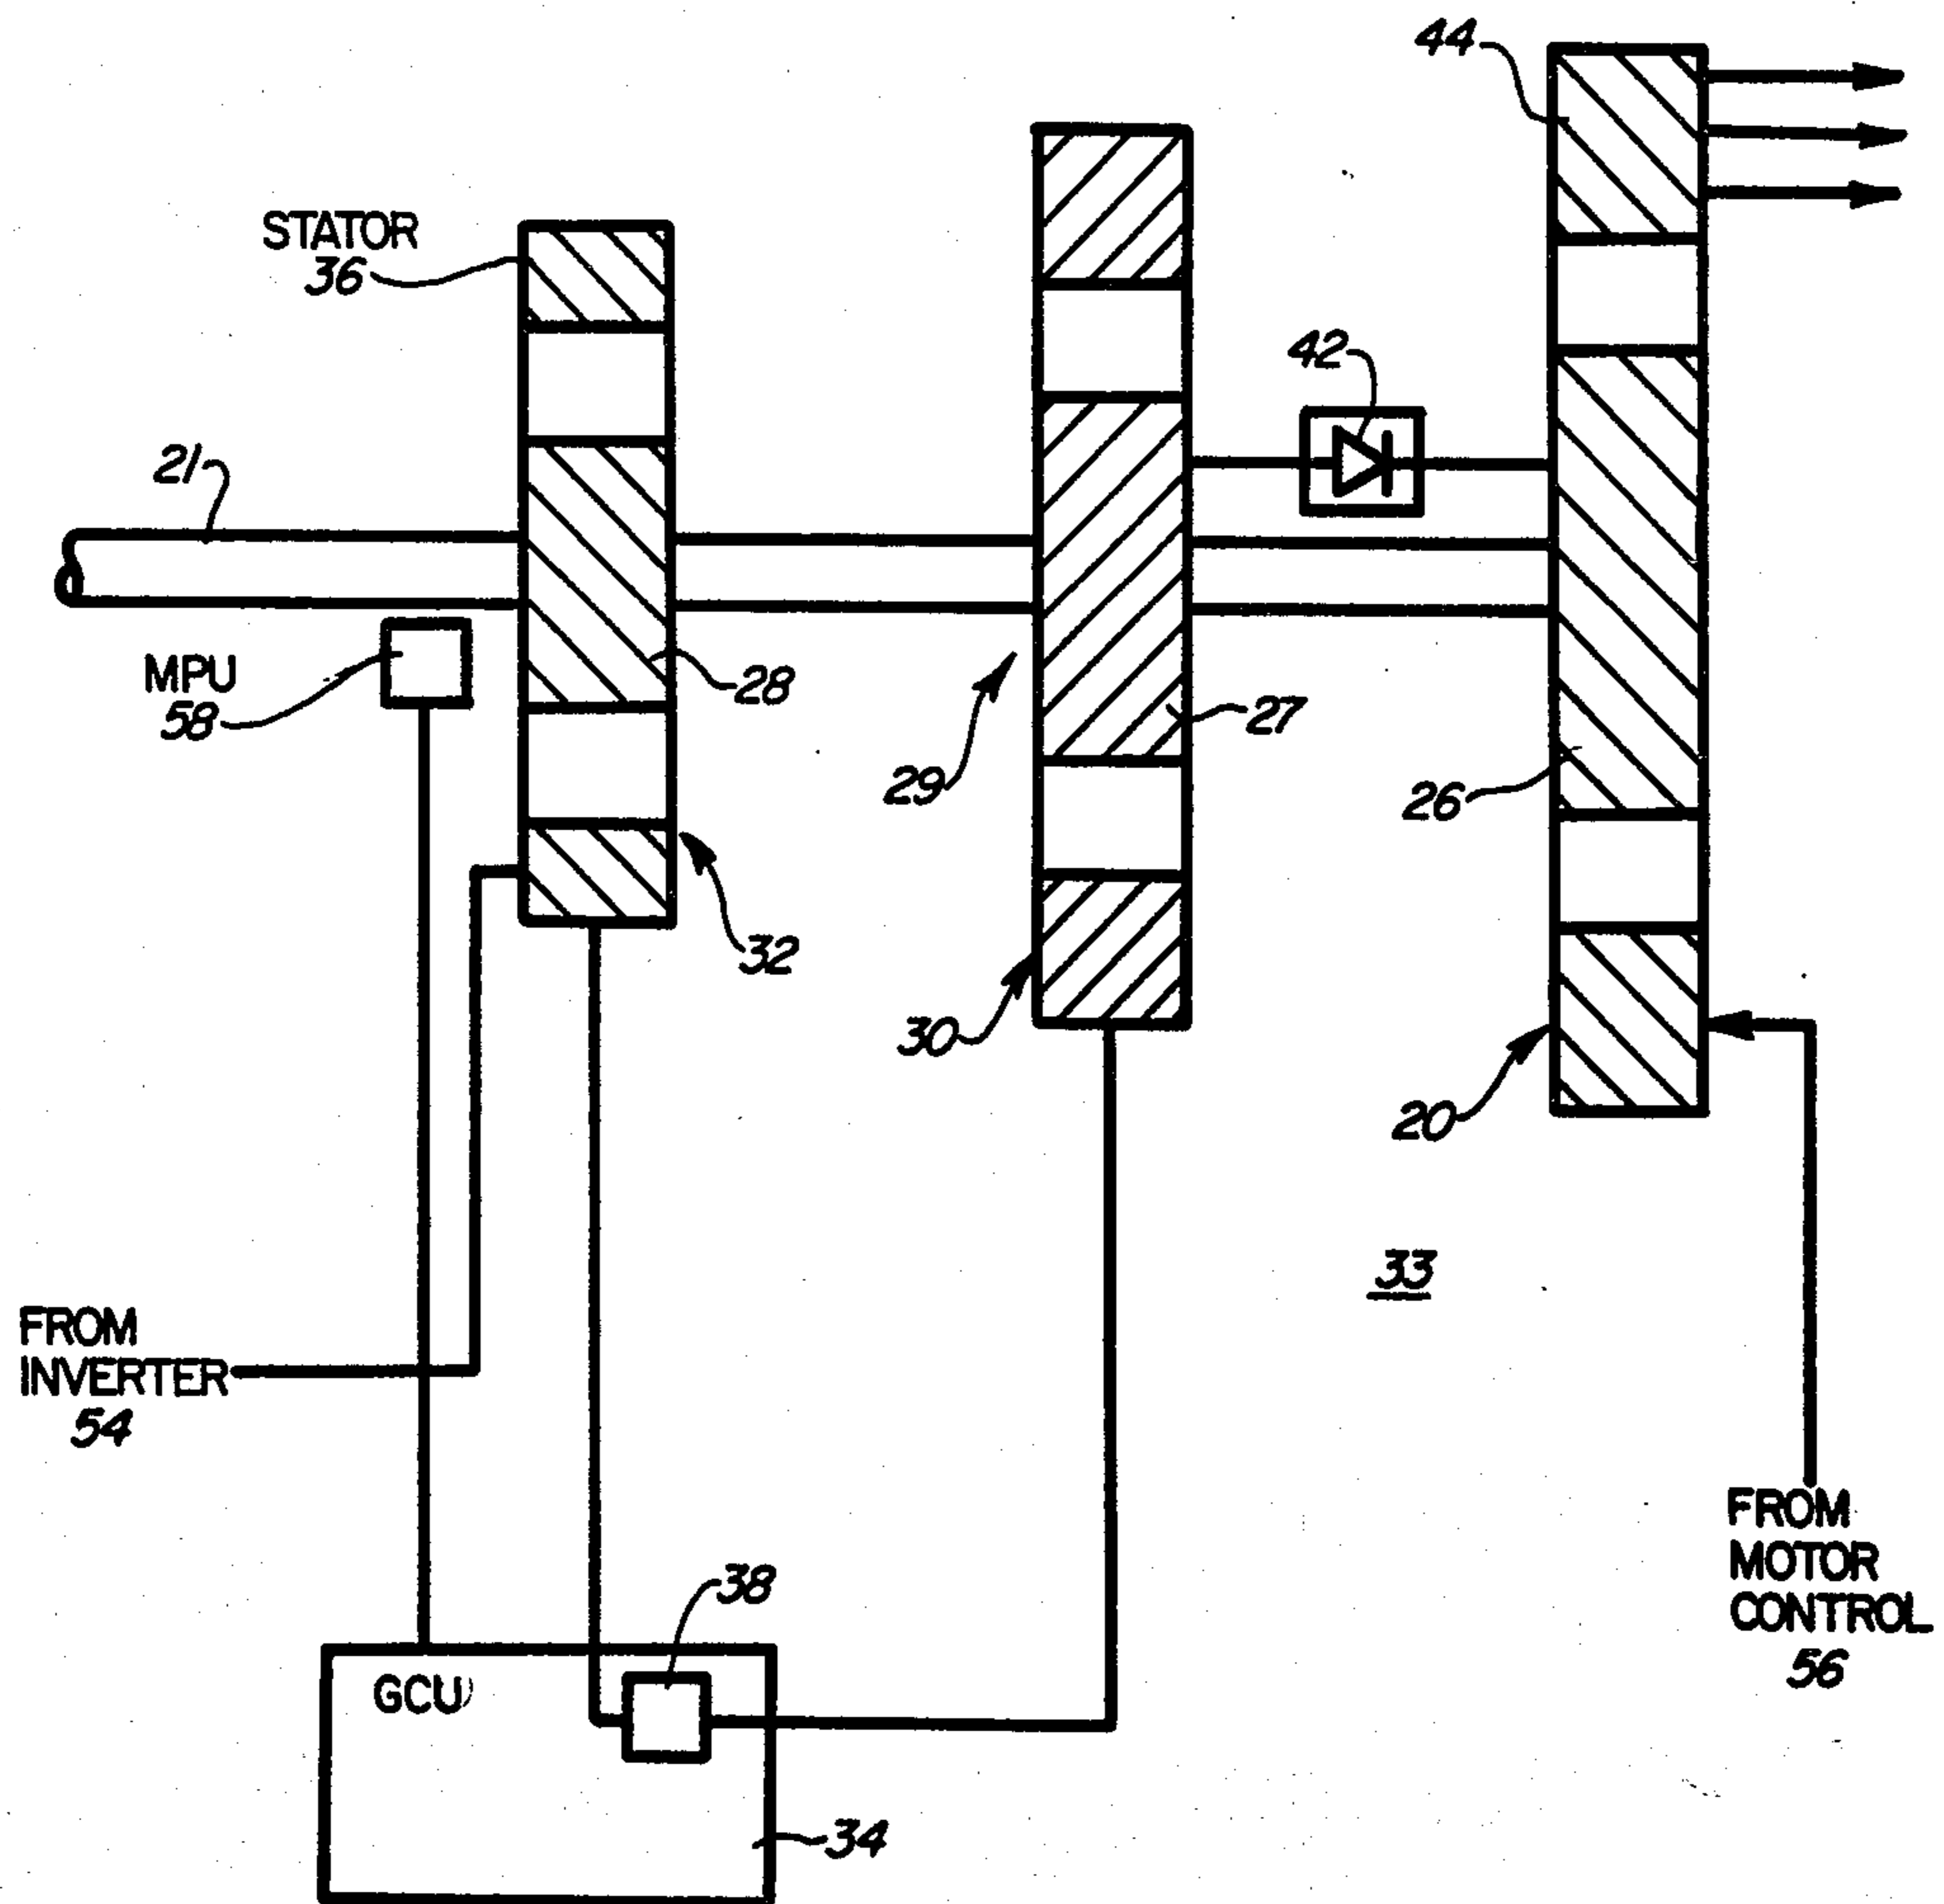 44
STATOR
36
42
21
MPU
58
28
29
27
26
32
30
20
33
FROM
INVERTER
54
FROM
MOTOR
CONTROL
56
38
GCU
34